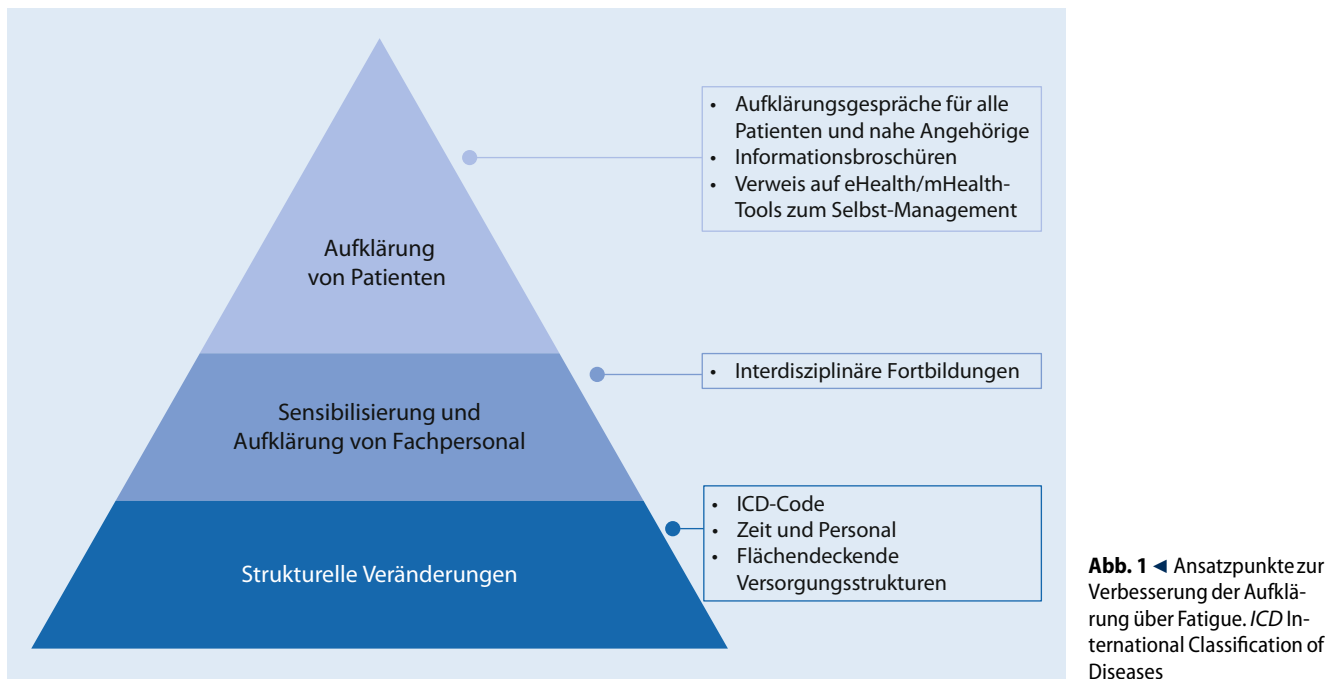 Aufklärung
von Patienten
• Aufklärungsgespräche für alle
Patienten und nahe Angehörige
• Informationsbroschüren
• Verweis auf eHealth/mHealth-
Tools zum Selbst-Management
Sensibilisierung und
Aufklärung von Fachpersonal
• Interdisziplinäre Fortbildungen
Strukturelle Veränderungen
• ICD-Code
• Zeit und Personal
• Flächendeckende
Versorgungsstrukturen
Abb. 1 ◄ Ansatzpunkte zur
Verbesserung der Aufklä-
rung über Fatigue. ICD In-
ternational Classification of
Diseases